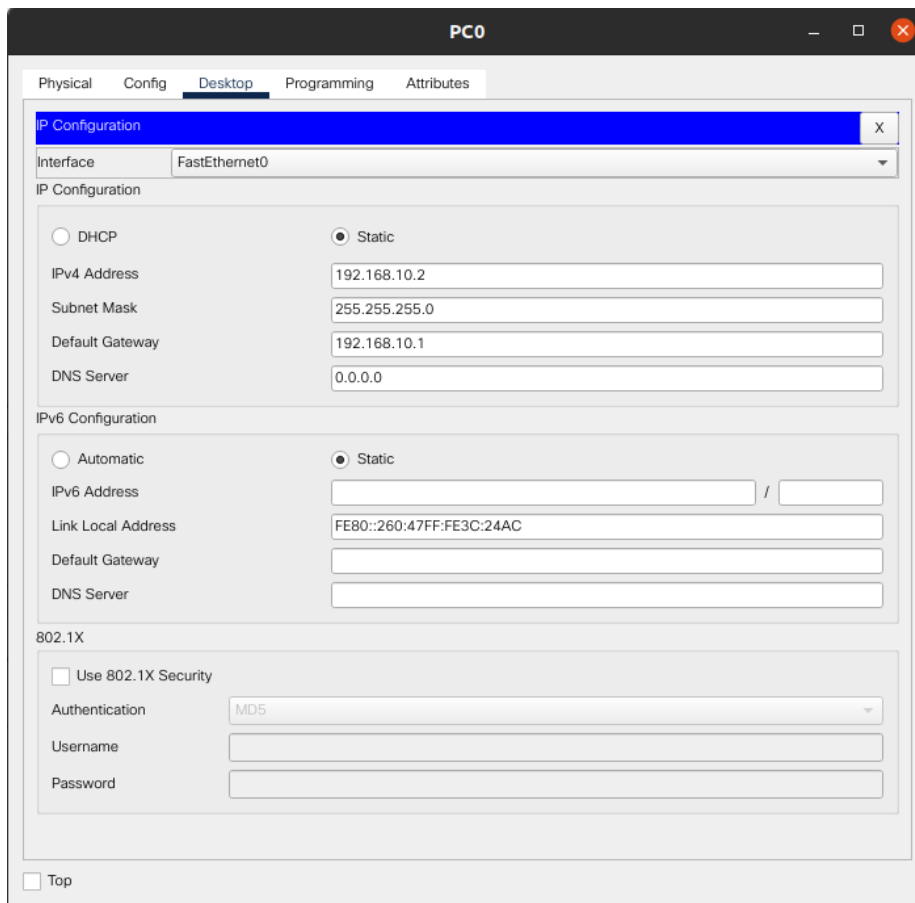 PC0
Physical Config Desktop Programming Attributes
IP Configuration X
Interface FastEthernet0
IP Configuration
DHCP Static
IPv4 Address 192.168.10.2
Subnet Mask 255.255.255.0
Default Gateway 192.168.10.1
DNS Server 0.0.0.0
IPv6 Configuration
Automatic Static
IPv6 Address /
Link Local Address FE80::260:47FF:FE3C:24AC
Default Gateway
DNS Server
802.1X
Use 802.1X Security
Authentication MD5
Username
Password
Top